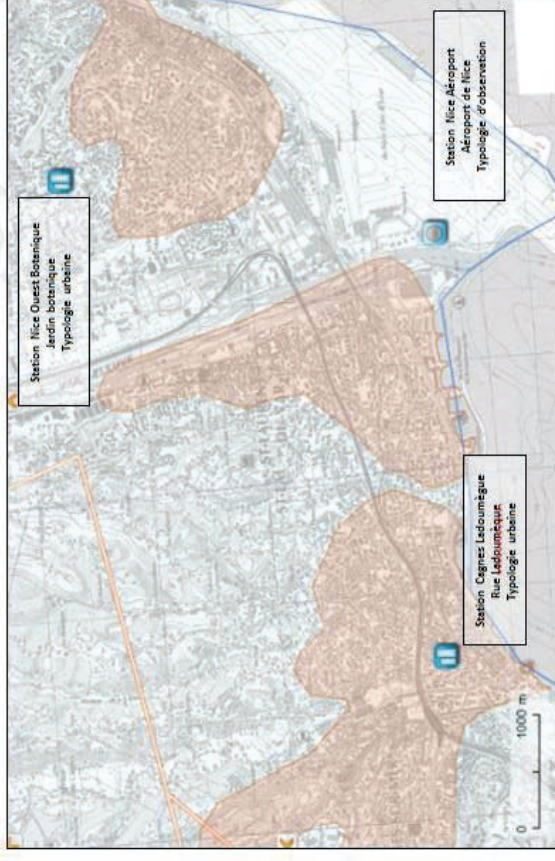 Station Nice Ouest Botanique
Jardin botanique
Typologie urbaine
Station Nice Aéroport
Aéroport de Nice
Typologie d'observation
Station Cagnes Ladoumègue
Rue Ladoumèque
Typologie urbaine
0 1000 m